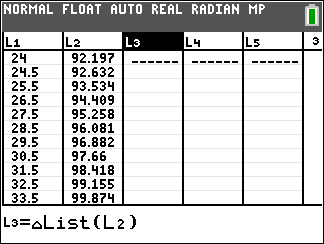 NORMAL FLOAT AUTO REAL RADIAN MP
L1 L2 L3 L4 L5 3
24 92.197 ------ ------ ------
24.5 92.632
25.5 93.534
26.5 94.409
27.5 95.258
28.5 96.081
29.5 96.882
30.5 97.66
31.5 98.418
32.5 99.155
33.5 99.874
L3=△List(L2)